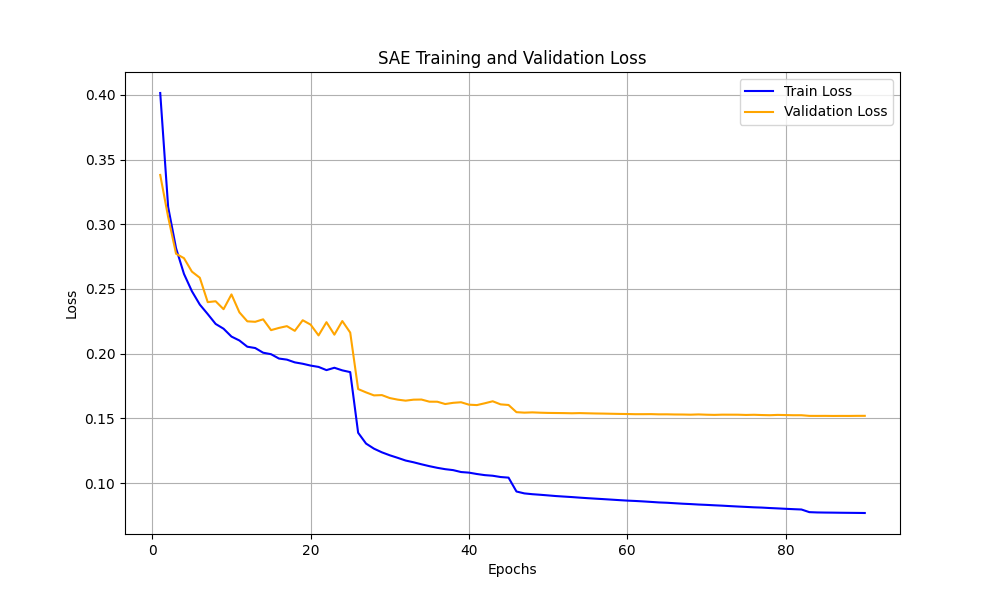 SAE Training and Validation Loss
Train Loss
Validation Loss
Loss
0.40
0.35
0.30
0.25
0.20
0.15
0.10
0 20 40 60 80
Epochs